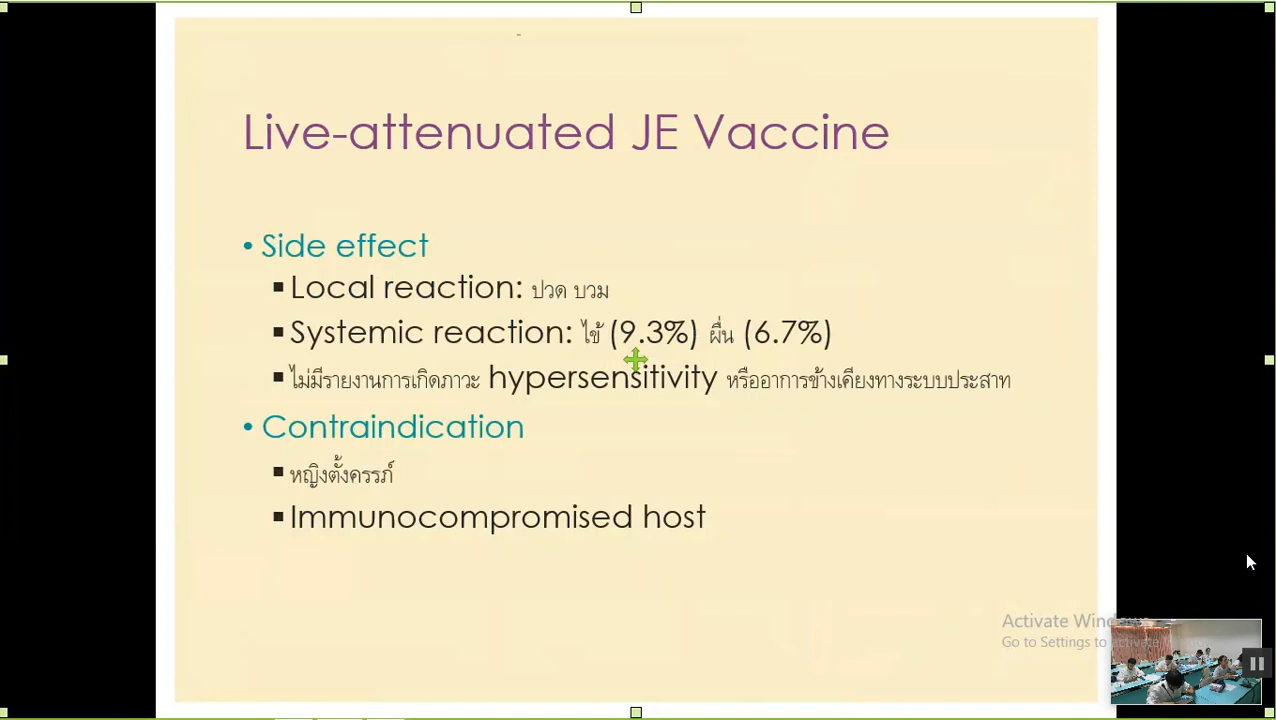 Live-attenuated JE Vaccine
• Side effect
▪ Local reaction: ปวด บวม
▪ Systemic reaction: ไข้ (9.3%) ผื่น (6.7%)
▪ ไม่มีรายงานการเกิดภาวะ hypersensitivity หรืออาการข้างเคียงทางระบบประสาท
• Contraindication
▪ หญิงตั้งครรภ์
▪ Immunocompromised host
Activate Windows
Go to Settings to activate